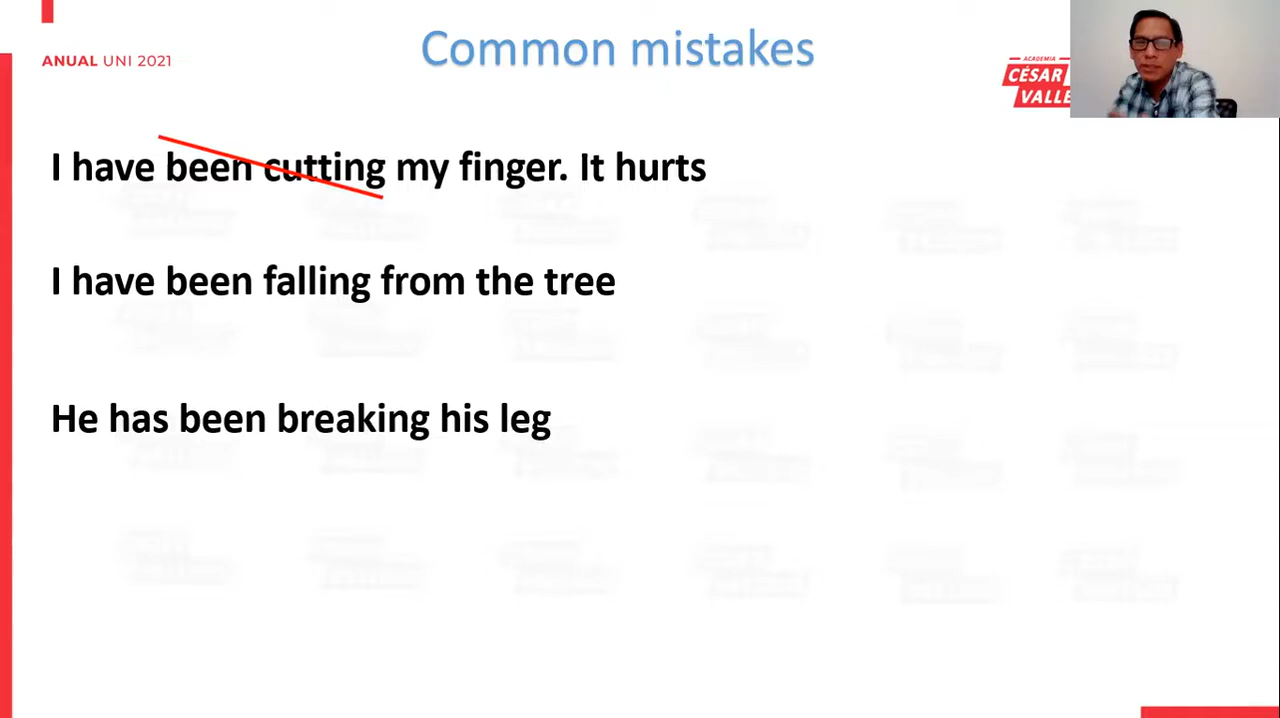 ANUAL UNI 2021
Common mistakes
ACADEMIA
CÉSAR
VALLE
I have been cutting my finger. It hurts
I have been falling from the tree
He has been breaking his leg